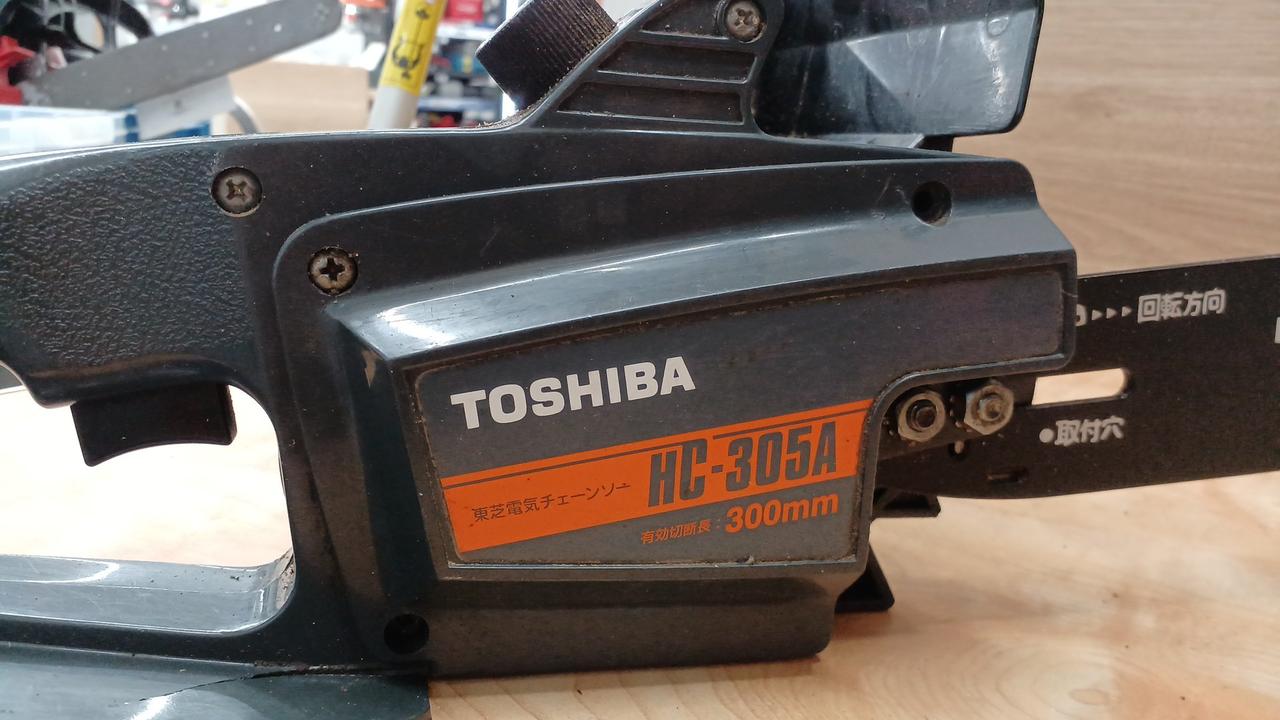 TOSHIBA
HC-305A
東芝電気チェーンソー
有効切断長：300mm
▸▸▸回転方向
●取付穴